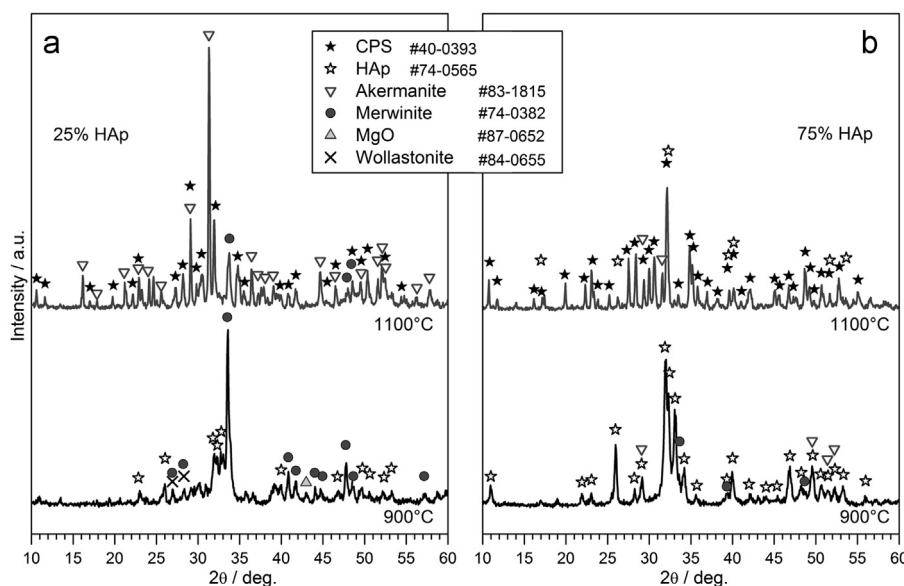 a
b
CPS #40-0393
HAp #74-0565
Akermanite #83-1815
Merwinite #74-0382
MgO #87-0652
Wollastonite #84-0655
25% HAp
75% HAp
Intensity / a.u.
1100°C
1100°C
900°C
900°C
10 15 20 25 30 35 40 45 50 55 60
10 15 20 25 30 35 40 45 50 55 60
2θ / deg.
2θ / deg.